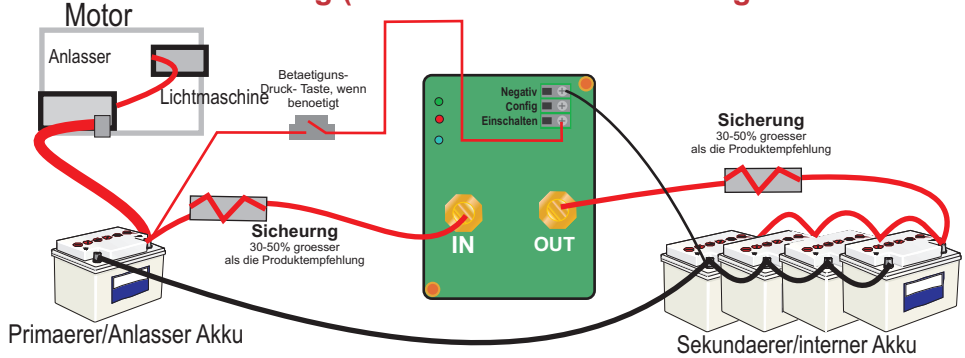 Motor
Anlasser
Lichtmaschine
Betaetiguns-
Druck- Taste, wenn
benoetigt
Negativ
Config
Einschalten
Sicherung
30-50% groesser
als die Produktempfehlung
Sicheurng
30-50% groesser
als die Produktempfehlung
IN
OUT
Primaerer/Anlasser Akku
Sekundaerer/interner Akku